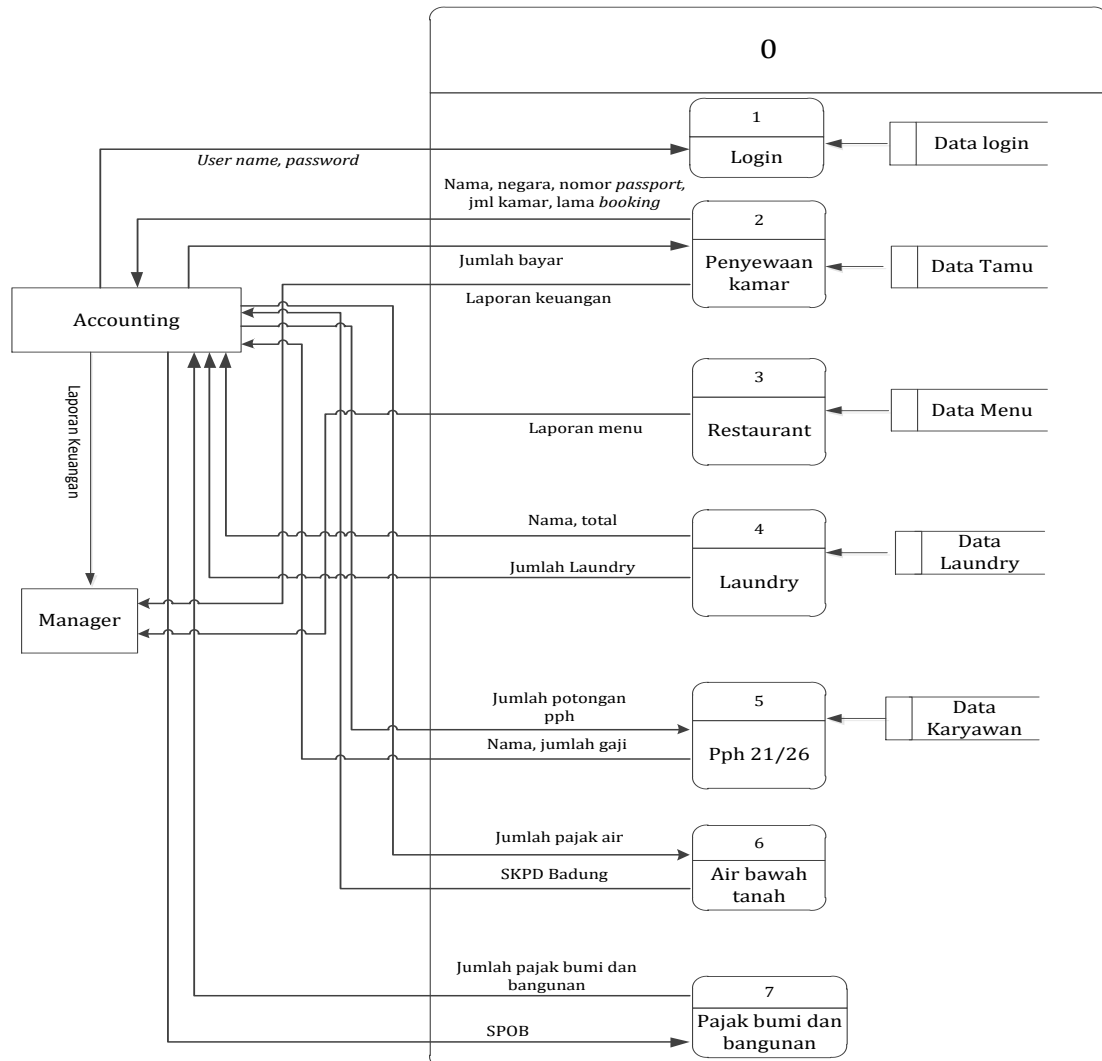 0
1
Login
Data login
User name, password
Nama, negara, nomor passport,
jml kamar, lama booking
2
Penyewaan
kamar
Data Tamu
Jumlah bayar
Laporan keuangan
Accounting
3
Restaurant
Data Menu
Laporan menu
Laporan Keuangan
Nama, total
4
Laundry
Data
Laundry
Jumlah Laundry
Manager
Jumlah potongan
pph
5
Pph 21/26
Data
Karyawan
Nama, jumlah gaji
Jumlah pajak air
6
Air bawah
tanah
SKPD Badung
Jumlah pajak bumi dan
bangunan
7
Pajak bumi dan
bangunan
SPOB